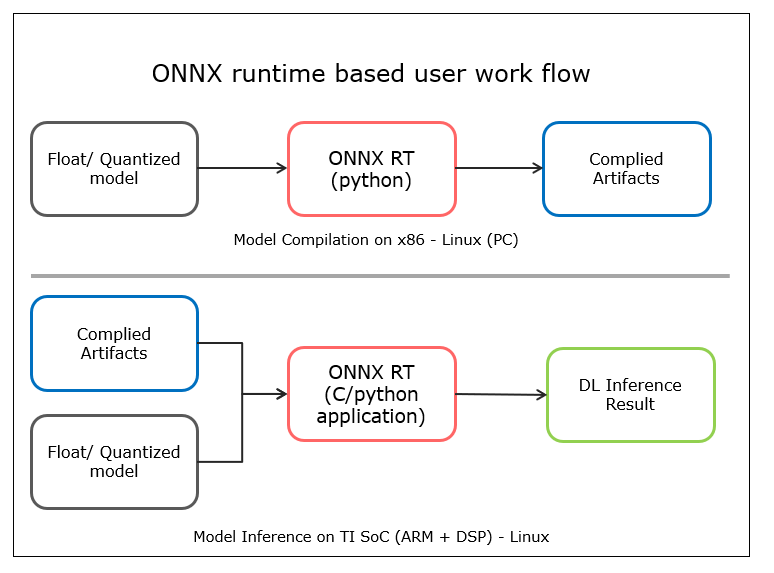 ONNX runtime based user work flow
Float/ Quantized
model
ONNX RT
(python)
Complied
Artifacts
Model Compilation on x86 - Linux (PC)
Complied
Artifacts
Float/ Quantized
model
ONNX RT
(C/python
application)
DL Inference
Result
Model Inference on TI SoC (ARM + DSP) - Linux